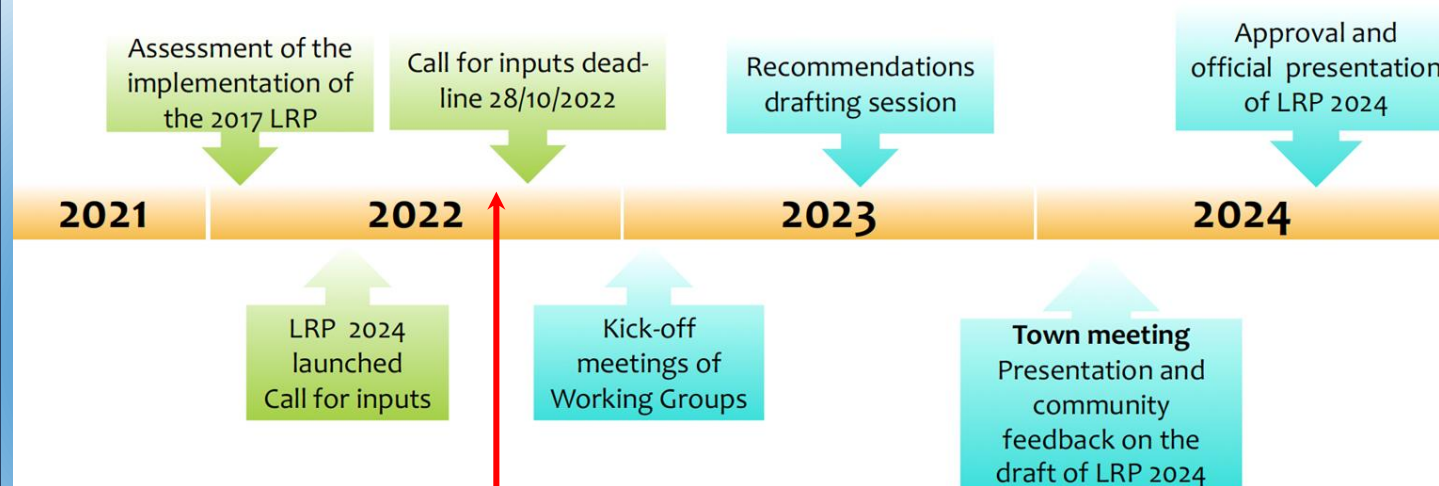 Assessment of the
implementation of
the 2017 LRP
Call for inputs dead-
line 28/10/2022
Recommendations
drafting session
Approval and
official presentation
of LRP 2024
2021
2022
2023
2024
LRP 2024
launched
Call for inputs
Kick-off
meetings of
Working Groups
Town meeting
Presentation and
community
feedback on the
draft of LRP 2024